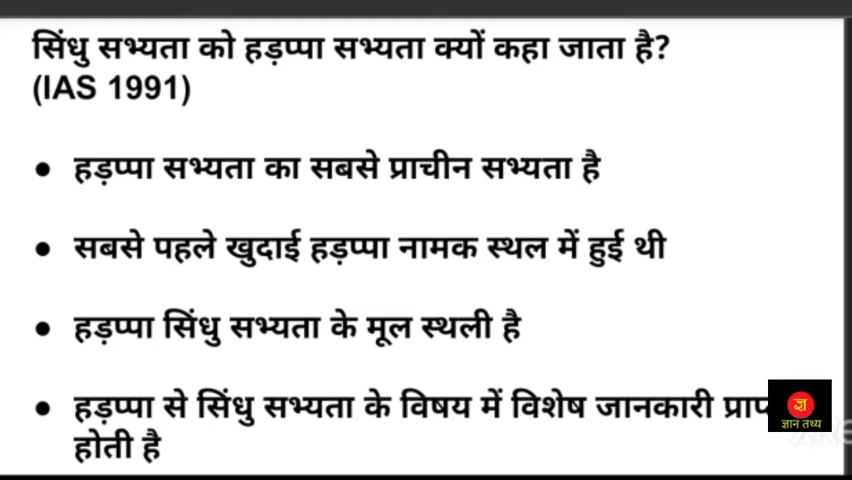 सिंधु सभ्यता को हड़प्पा सभ्यता क्यों कहा जाता है?
(IAS 1991)
● हड़प्पा सभ्यता का सबसे प्राचीन सभ्यता है
● सबसे पहले खुदाई हड़प्पा नामक स्थल में हुई थी
● हड़प्पा सिंधु सभ्यता के मूल स्थली है
● हड़प्पा से सिंधु सभ्यता के विषय में विशेष जानकारी
होती है
ज्ञ
ज्ञान तथ्य